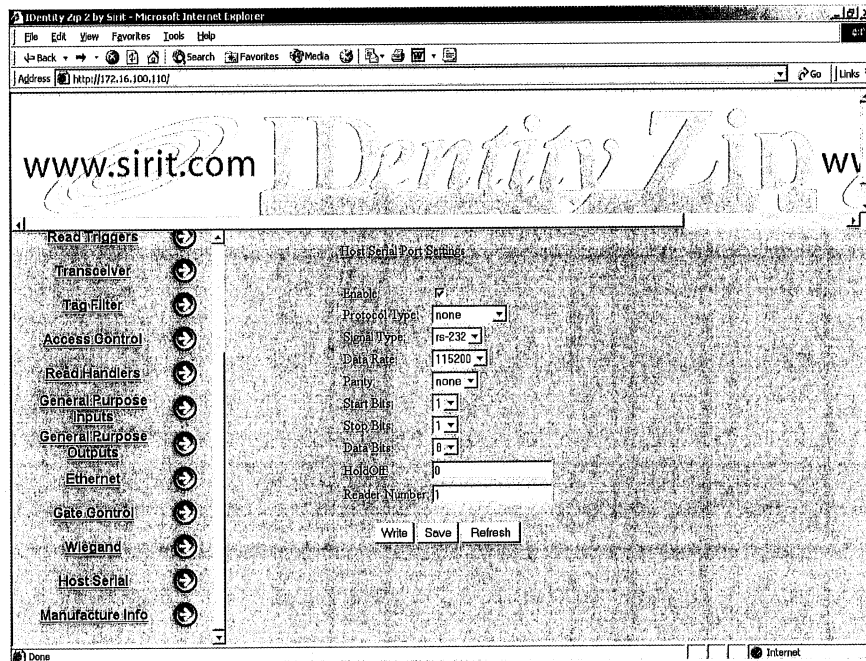 IDentity Zip 2 by Sirit - Microsoft Internet Explorer
File Edit View Favorites Tools Help
Back Search Favorites Media
Address http://172.16.100.110/ Go Links
www.sirit.com IDentity Zip
Read Triggers
Transceiver
Tag Filter
Access Control
Read Handlers
General Purpose
Inputs
General Purpose
Outputs
Ethernet
Gate Control
Wiegand
Host Serial
Manufacture Info
Host Serial Port Settings
Enable:
Protocol Type: none
Signal Type: rs-232
Data Rate: 115200
Parity: none
Start Bits: 1
Stop Bits: 1
Data Bits: 8
HoldOff: 0
Reader Number: 1
Write Save Refresh
Done Internet